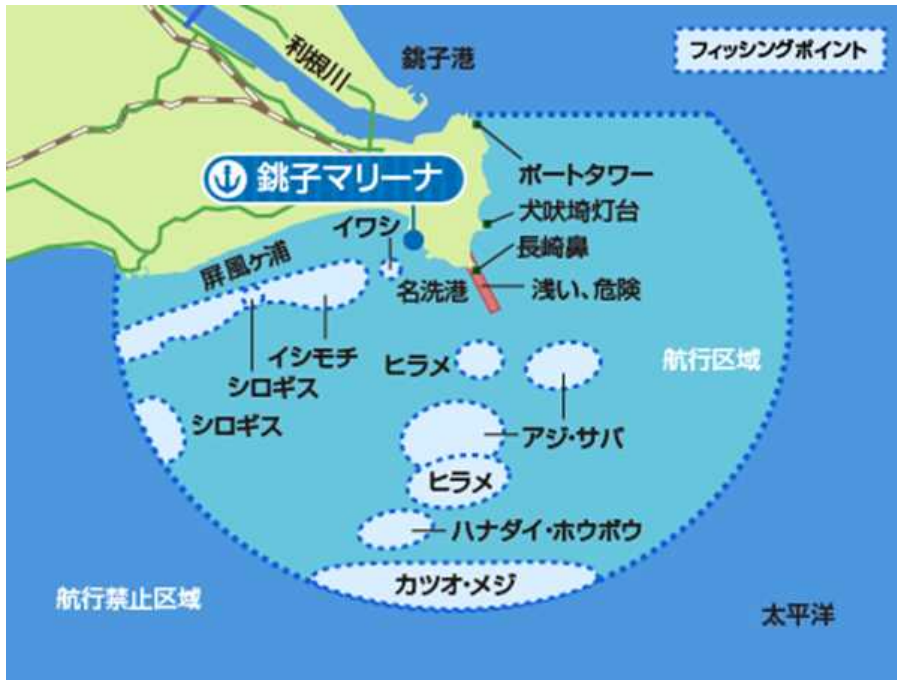 利根川
銚子港
フィッシングポイント
銚子マリーナ
ポートタワー
犬吠埼灯台
イワシ
長崎鼻
屏風ヶ浦
名洗港
浅い、危険
イシモチ
ヒラメ
航行区域
シロギス
シロギス
アジ・サバ
ヒラメ
ハナダイ・ホウボウ
カツオ・メジ
航行禁止区域
太平洋